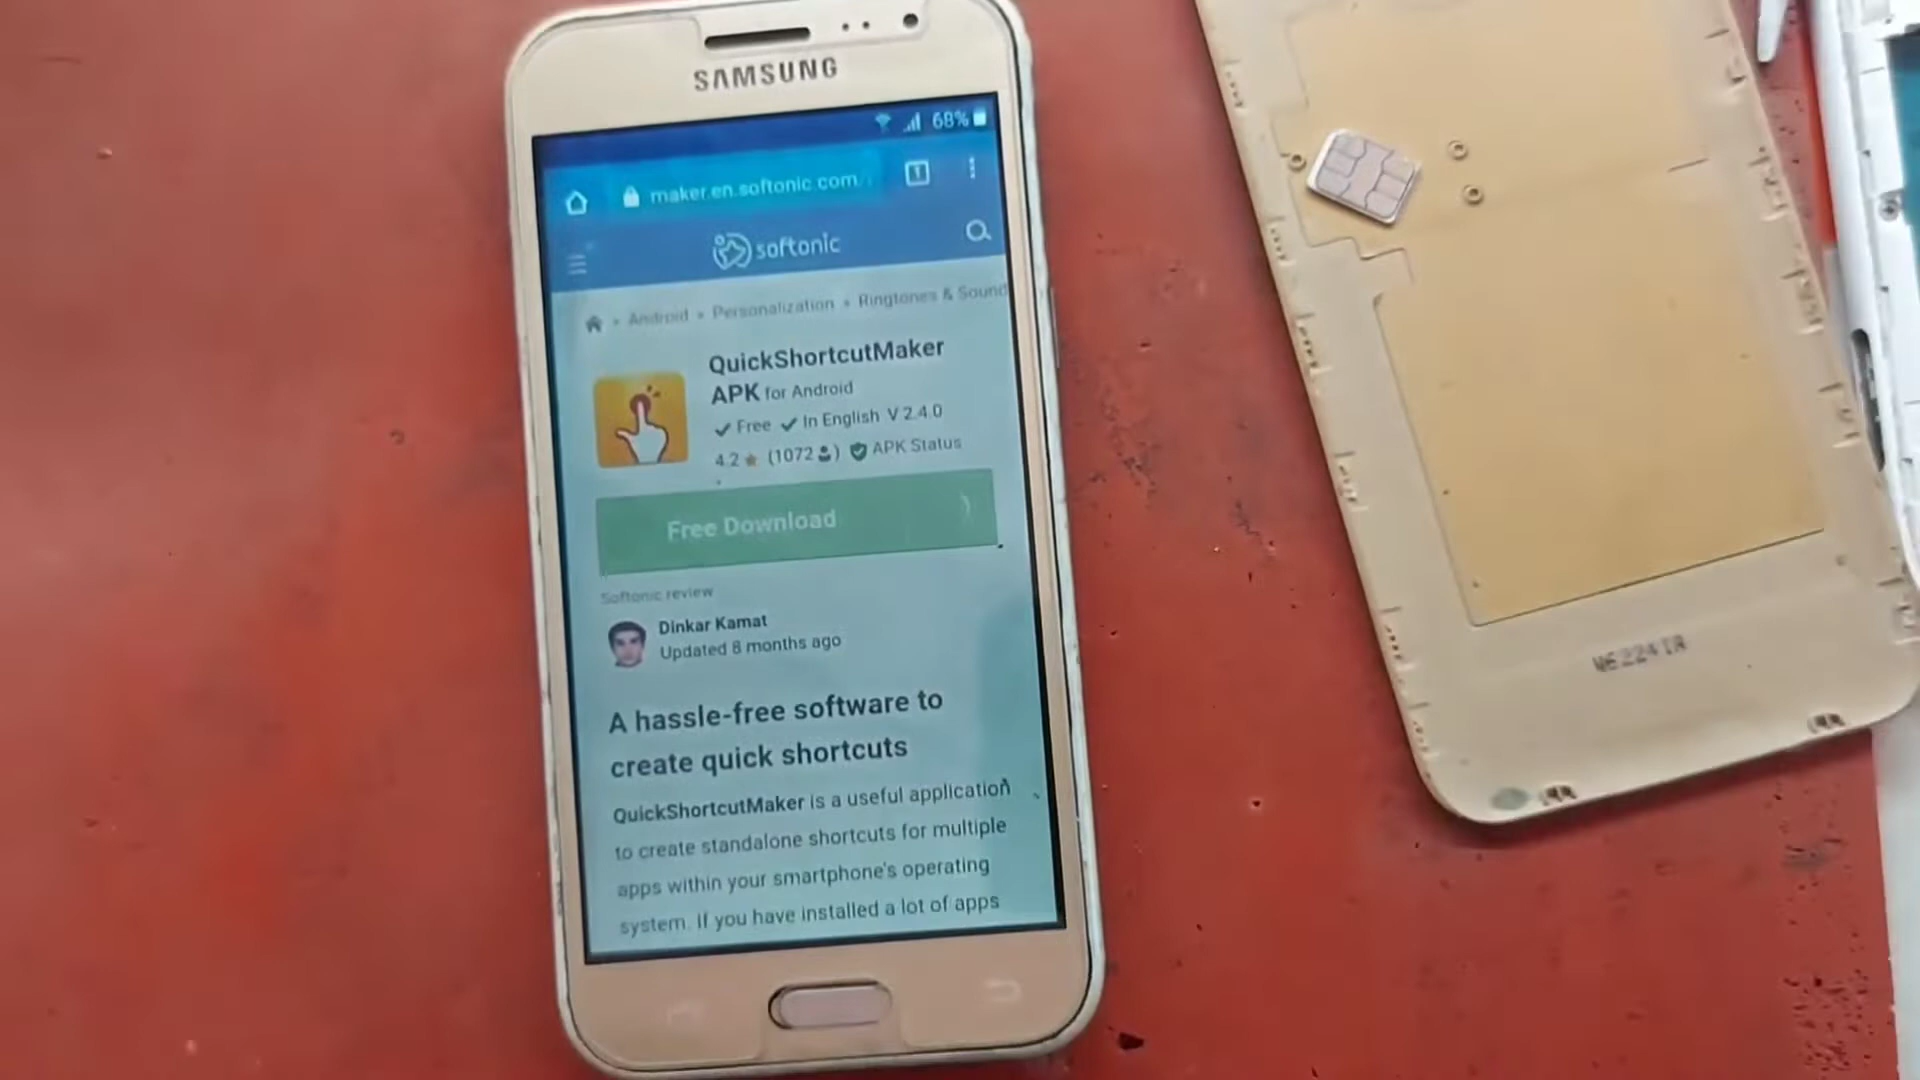 SAMSUNG
68%
maker.en.softonic.com
softonic
Android Personalization Ringtones & Sound
QuickShortcutMaker
APK for Android
Free In English V 2.4.0
4.2 (1072) APK Status
Free Download
Softonic review
Dinkar Kamat
Updated 8 months ago
A hassle-free software to
create quick shortcuts
QuickShortcutMaker is a useful application
to create standalone shortcuts for multiple
apps within your smartphone's operating
system. If you have installed a lot of apps